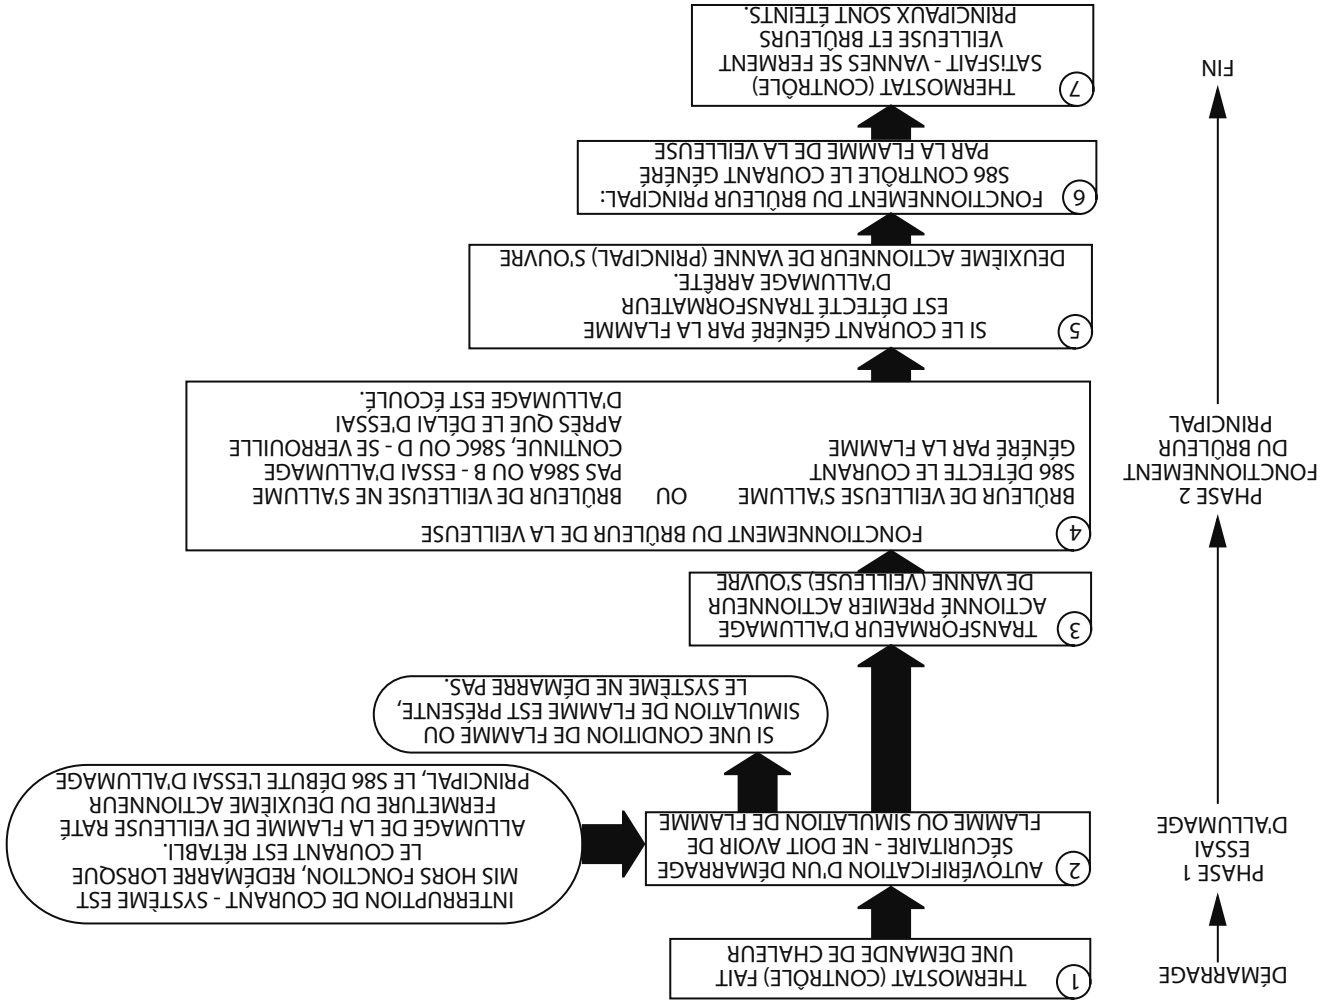 DÉMARRAGE
PHASE 1
ESSAI
D'ALLUMAGE
PHASE 2
FONCTIONNEMENT
DU BRÛLEUR
PRINCIPAL
FIN
1
THERMOSTAT (CONTRÔLE) FAIT
UNE DEMANDE DE CHALEUR
2
AUTOVÉRIFICATION D'UN DÉMARRAGE
SÉCURITAIRE - NE DOIT AVOIR DE
FLAMME OU SIMULATION DE FLAMME
INTERRUPTION DE COURANT - SYSTÈME EST
MIS HORS FONCTION, REDÉMARRE LORSQUE
LE COURANT EST RÉTABLI.
ALLUMAGE DE LA FLAMME DE VEILLEUSE RATÉ
FERMETURE DU DEUXIÈME ACTIONNEUR
PRINCIPAL, LE S86 DÉBUTE L'ESSAI D'ALLUMAGE
SI UNE CONDITION DE FLAMME OU
SIMULATION DE FLAMME EST PRÉSENTE,
LE SYSTÈME NE DÉMARRE PAS.
3
TRANSFORMAEUR D'ALLUMAGE
ACTIONNÉ PREMIER ACTIONNEUR
DE VANNE (VEILLEUSE) S'OUVRE
4
FONCTIONNEMENT DU BRÛLEUR DE LA VEILLEUSE
BRÛLEUR DE VEILLEUSE S'ALLUME
S86 DÉTECTE LE COURANT
GÉNÉRÉ PAR LA FLAMME
OU
BRÛLEUR DE VEILLEUSE NE S'ALLUME
PAS S86A OU B - ESSAI D'ALLUMAGE
CONTINUE, S86C OU D - SE VERROUILLE
APRÈS QUE LE DÉLAI D'ESSAI
D'ALLUMAGE EST ÉCOULÉ.
5
SI LE COURANT GÉNÉRÉ PAR LA FLAMME
EST DÉTECTÉ TRANSFORMATEUR
D'ALLUMAGE ARRÊTE.
DEUXIÈME ACTIONNEUR DE VANNE (PRINCIPAL) S'OUVRE
6
FONCTIONNEMENT DU BRÛLEUR PRINCIPAL:
S86 CONTRÔLE LE COURANT GÉNÉRÉ
PAR LA FLAMME DE LA VEILLEUSE
7
THERMOSTAT (CONTRÔLE)
SATISFAIT - VANNES SE FERMENT
VEILLEUSE ET BRÛLEURS
PRINCIPAUX SONT ÉTEINTS.